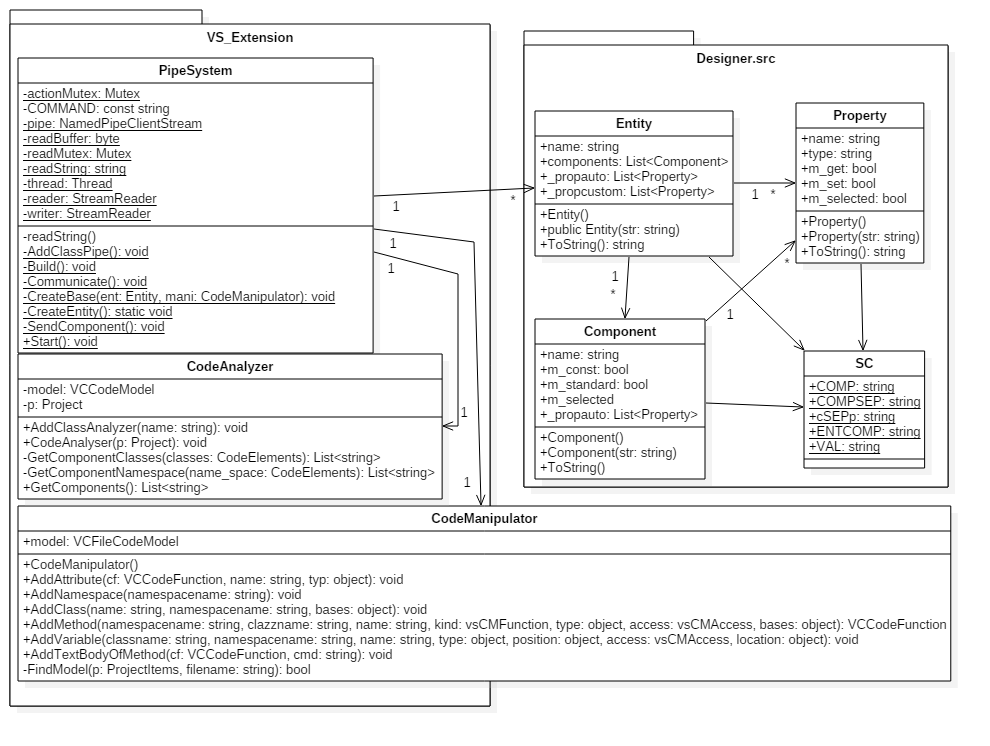 VS_Extension
PipeSystem
-actionMutex: Mutex
-COMMAND: const string
-pipe: NamedPipeClientStream
-readBuffer: byte
-readMutex: Mutex
-readString: string
-thread: Thread
-reader: StreamReader
-writer: StreamReader
-readString()
-AddClassPipe(): void
-Build(): void
-Communicate(): void
-CreateBase(ent: Entity, mani: CodeManipulator): void
-CreateEntity(): static void
-SendComponent(): void
+Start(): void
1
*
1
1
CodeAnalyzer
-model: VCCodeModel
-p: Project
+AddClassAnalyzer(name: string): void
+CodeAnalyser(p: Project): void
-GetComponentClasses(classes: CodeElements): List<string>
-GetComponentNamespace(name_space: CodeElements): List<string>
+GetComponents(): List<string>
1
1
CodeManipulator
+model: VCFileCodeModel
+CodeManipulator()
+AddAttribute(cf: VCCodeFunction, name: string, typ: object): void
+AddNamespace(namespacename: string): void
+AddClass(name: string, namespacename: string, bases: object): void
+AddMethod(namespacename: string, clazzname: string, name: string, kind: vsCMFunction, type: object, access: vsCMAccess, bases: object): VCCodeFunction
+AddVariable(classname: string, namespacename: string, name: string, type: object, position: object, access: vsCMAccess, location: object): void
+AddTextBodyOfMethod(cf: VCCodeFunction, cmd: string): void
-FindModel(p: ProjectItems, filename: string): bool
Designer.src
Entity
+name: string
+components: List<Component>
+_propauto: List<Property>
+_propcustom: List<Property>
+Entity()
+public Entity(str: string)
+ToString(): string
1 *
Property
+name: string
+type: string
+m_get: bool
+m_set: bool
+m_selected: bool
+Property()
+Property(str: string)
+ToString(): string
1
*
*
1
Component
+name: string
+m_const: bool
+m_standard: bool
+m_selected
+_propauto: List<Property>
+Component()
+Component(str: string)
+ToString()
SC
+COMP: string
+COMPSEP: string
+cSEPp: string
+ENTCOMP: string
+VAL: string